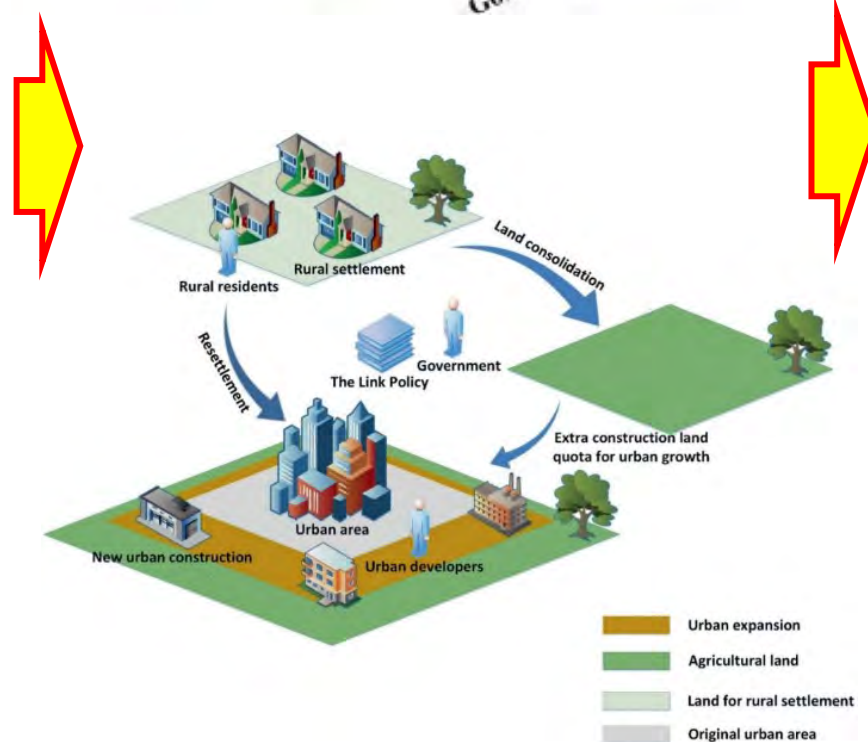 Rural settlement
Rural residents
Land consolidation
Resettlement
Government
The Link Policy
Extra construction land
quota for urban growth
Urban area
New urban construction
Urban developers
Urban expansion
Agricultural land
Land for rural settlement
Original urban area